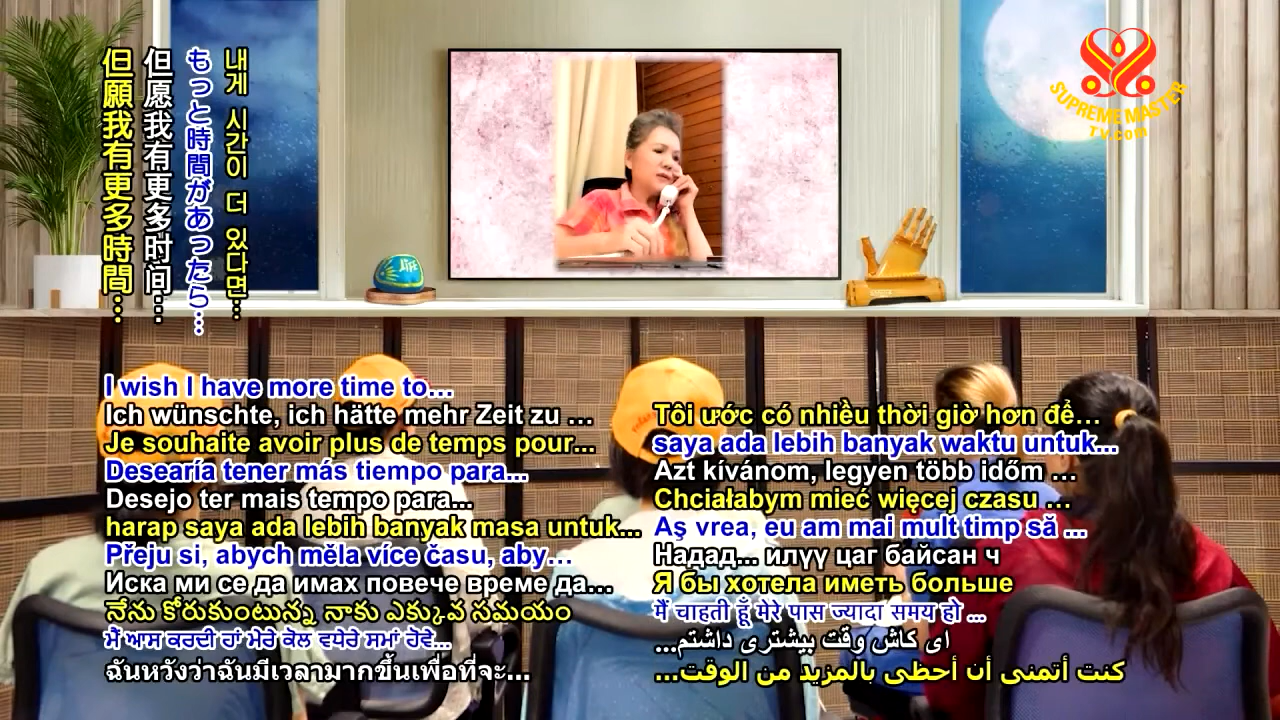 但願我有更多時間…
但愿我有更多时间…
もっと時間があったら…
내게 시간이 더 있다면…
SUPREME MASTER
TV.com
LIFE
I wish I have more time to…
Ich wünschte, ich hätte mehr Zeit zu …
Je souhaite avoir plus de temps pour...
Desearía tener más tiempo para...
Desejo ter mais tempo para...
harap saya ada lebih banyak masa untuk...
Přeju si, abych měla více času, aby…
Иска ми се да имах повече време да…
నేను కోరుకుంటున్న నాకు ఎక్కువ సమయం
ਮੈਂ ਆਸ ਕਰਦੀ ਹਾਂ ਮੇਰੇ ਕੋਲ ਵਧੇਰੇ ਸਮਾਂ ਹੋਵੇ...
ฉันหวังว่าฉันมีเวลามากขึ้นเพื่อที่จะ...
Tôi ước có nhiều thời giờ hơn để…
saya ada lebih banyak waktu untuk...
Azt kívánom, legyen több időm …
Chciałabym mieć więcej czasu …
Aş vrea, eu am mai mult timp să ...
Надад... илүү цаг байсан ч
Я бы хотела иметь больше
मैं चाहती हूँ मेरे पास ज्यादा समय हो ...
ای کاش وقت بیشتری داشتم...
كنت أتمنى أن أحظى بالمزيد من الوقت...